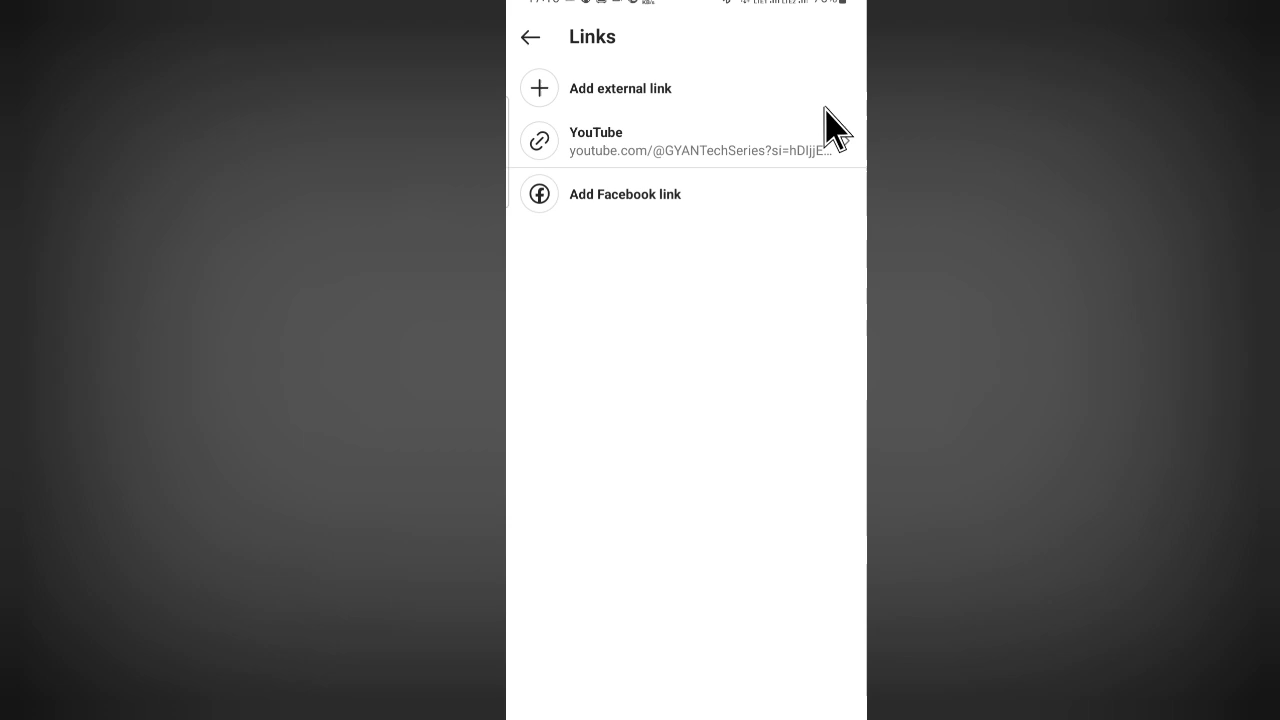 Links
Add external link
YouTube
youtube.com/@GYANTechSeries?si=hDIjjE...
Add Facebook link